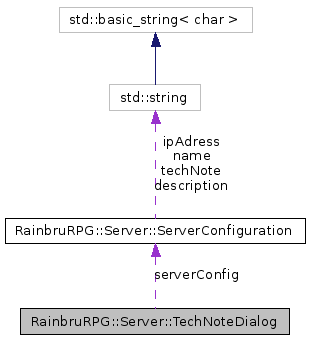 std::basic_string< char >
std::string
ipAdress
name
techNote
description
RainbruRPG::Server::ServerConfiguration
serverConfig
RainbruRPG::Server::TechNoteDialog